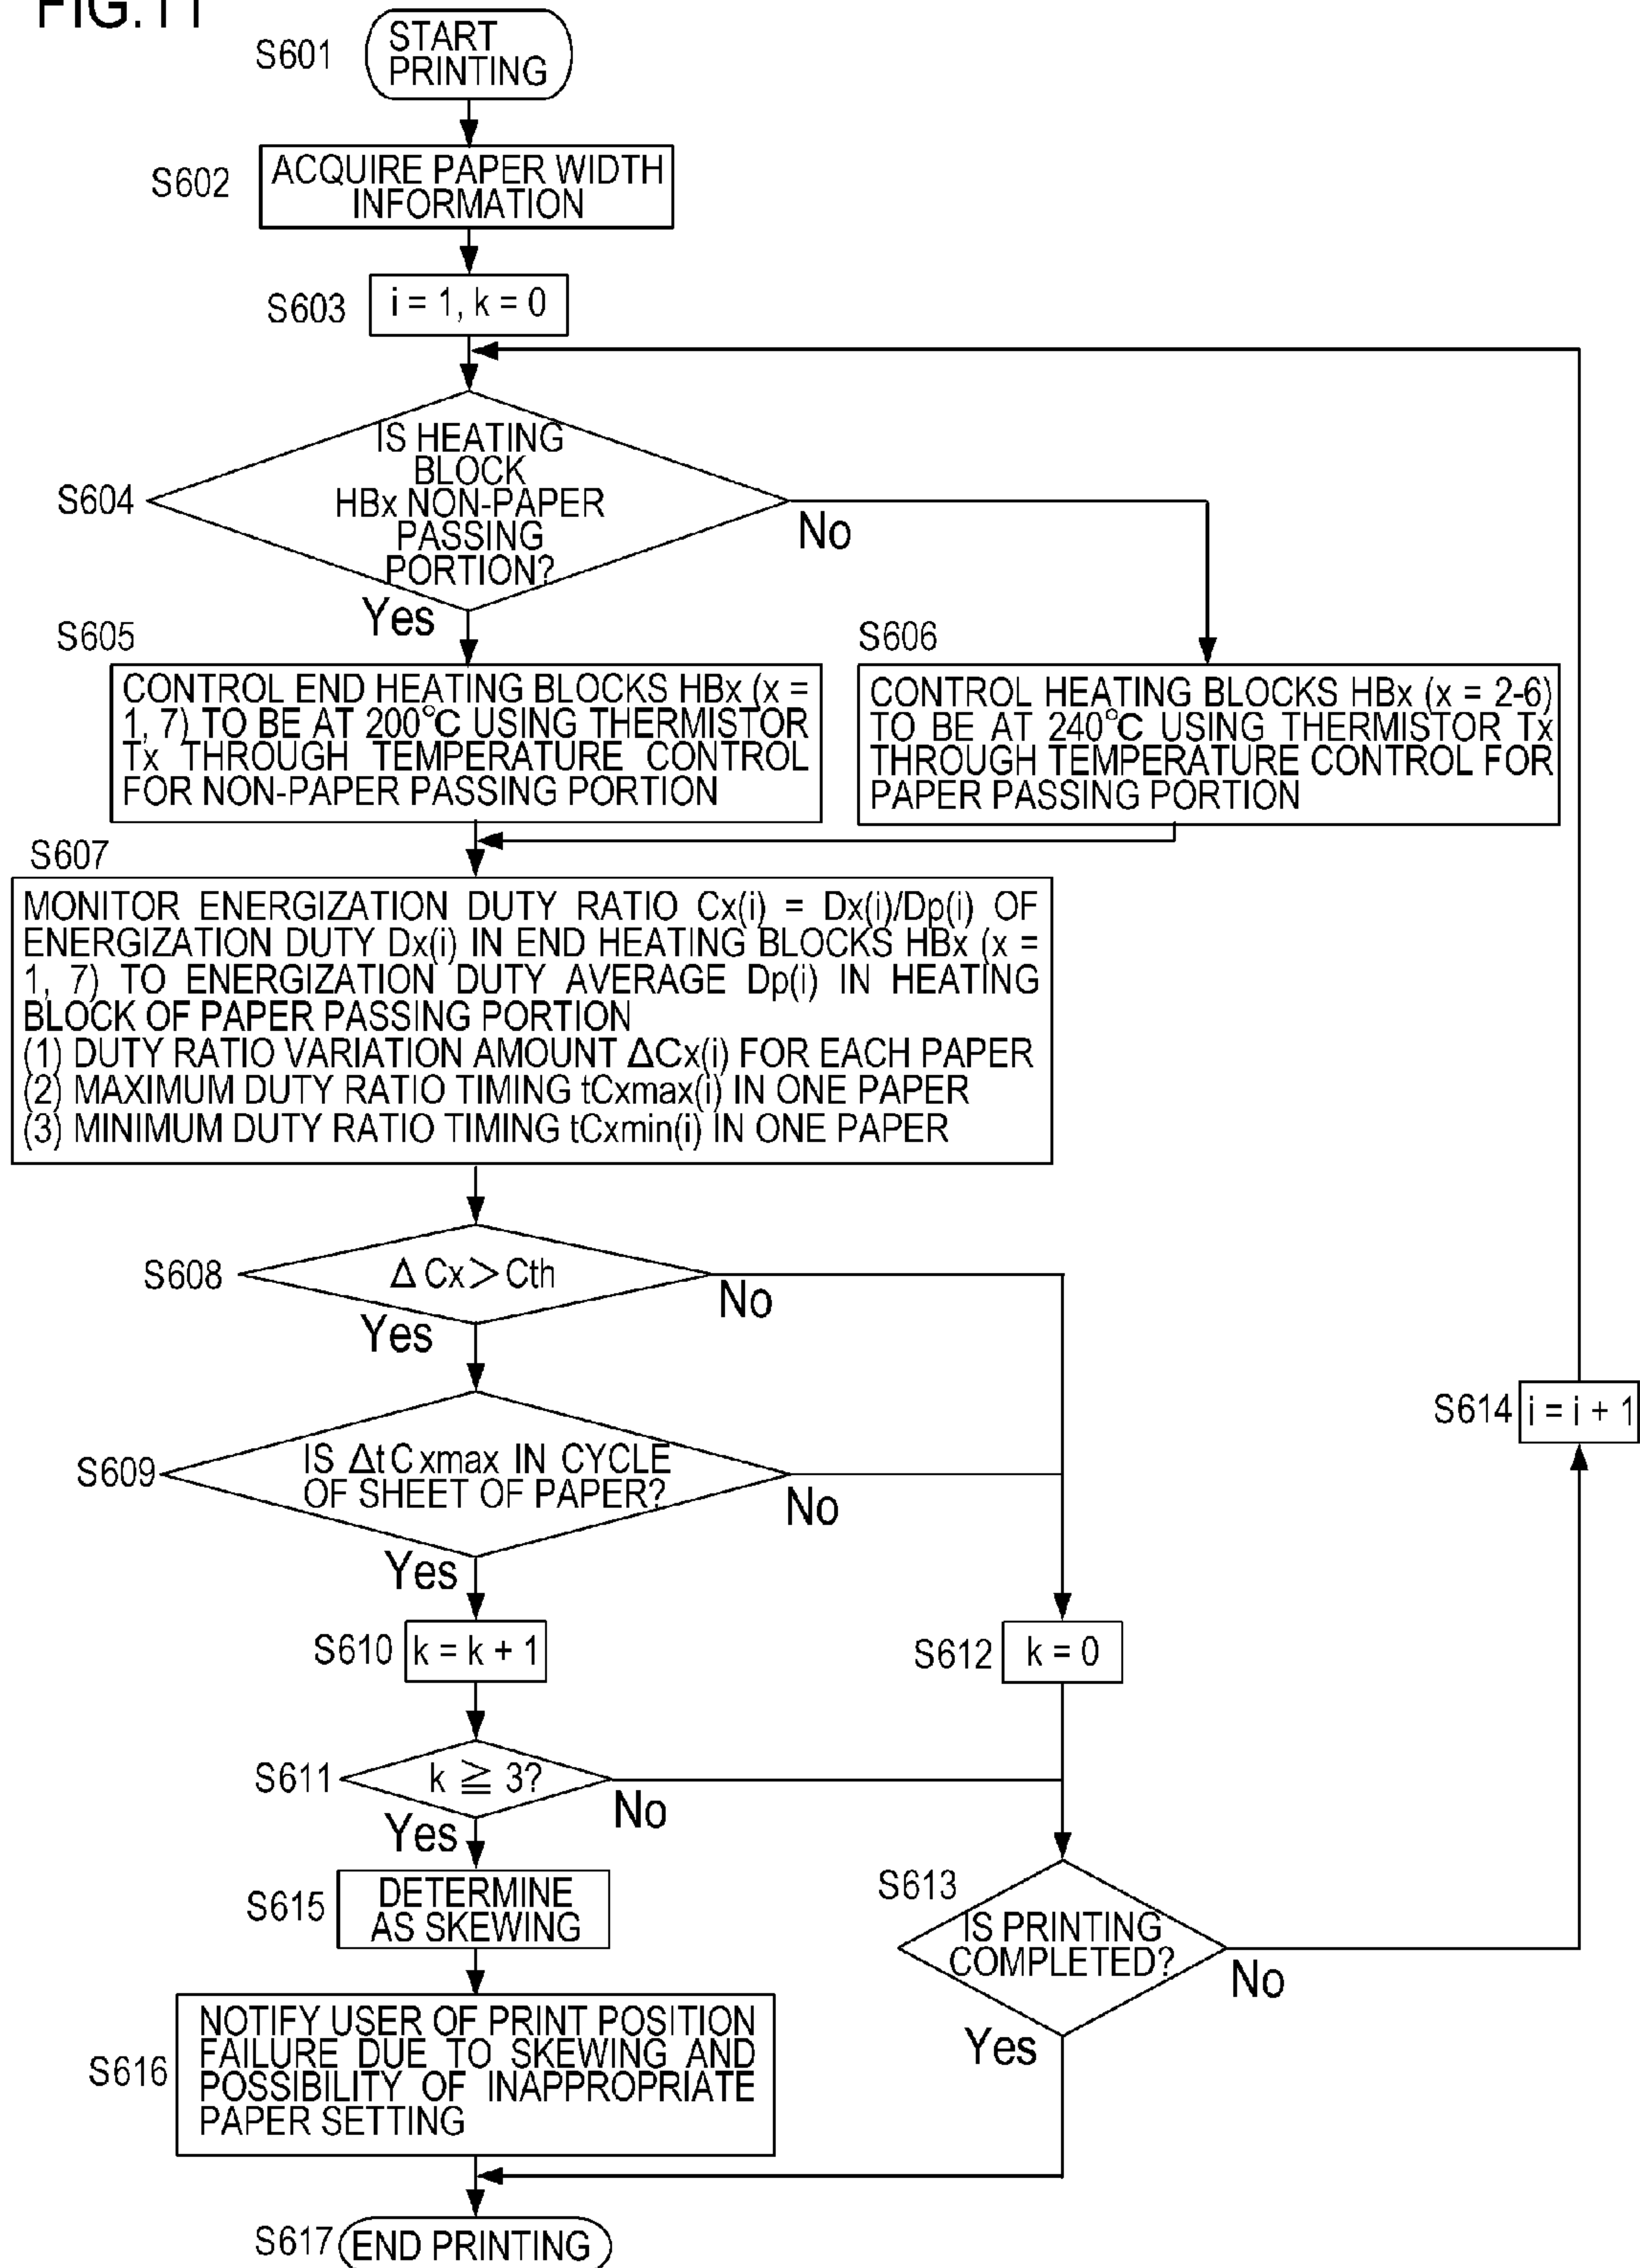 FIG.11
S601
START
PRINTING
S602
ACQUIRE PAPER WIDTH
INFORMATION
S603
i = 1, k = 0
S604
IS HEATING
BLOCK
HBx NON-PAPER
PASSING
PORTION?
No
Yes
S605
CONTROL END HEATING BLOCKS HBx (x =
1, 7) TO BE AT 200°C USING THERMISTOR
Tx THROUGH TEMPERATURE CONTROL
FOR NON-PAPER PASSING PORTION
S606
CONTROL HEATING BLOCKS HBx (x = 2-6)
TO BE AT 240°C USING THERMISTOR Tx
THROUGH TEMPERATURE CONTROL FOR
PAPER PASSING PORTION
S607
MONITOR ENERGIZATION DUTY RATIO Cx(i) = Dx(i)/Dp(i) OF
ENERGIZATION DUTY Dx(i) IN END HEATING BLOCKS HBx (x =
1, 7) TO ENERGIZATION DUTY AVERAGE Dp(i) IN HEATING
BLOCK OF PAPER PASSING PORTION
(1) DUTY RATIO VARIATION AMOUNT ΔCx(i) FOR EACH PAPER
(2) MAXIMUM DUTY RATIO TIMING tCxmax(i) IN ONE PAPER
(3) MINIMUM DUTY RATIO TIMING tCxmin(i) IN ONE PAPER
S608
Δ Cx > Cth
No
Yes
S609
IS Δt C xmax IN CYCLE
OF SHEET OF PAPER?
No
Yes
S614
i = i + 1
S610
k = k + 1
S612
k = 0
S611
k ≧ 3?
No
Yes
S615
DETERMINE
AS SKEWING
S613
IS PRINTING
COMPLETED?
No
Yes
S616
NOTIFY USER OF PRINT POSITION
FAILURE DUE TO SKEWING AND
POSSIBILITY OF INAPPROPRIATE
PAPER SETTING
S617
END PRINTING